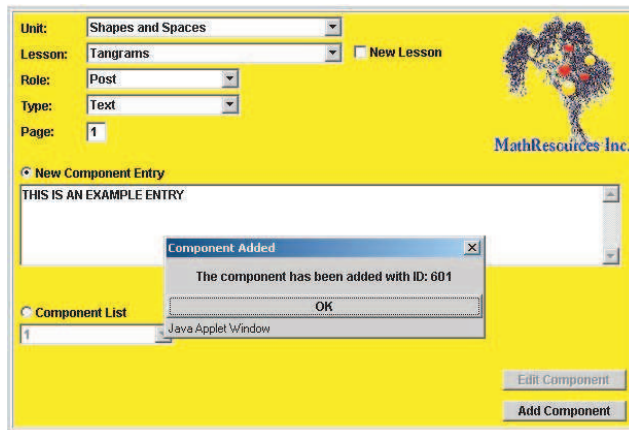 Unit: Shapes and Spaces
Lesson: Tangrams New Lesson
Role: Post
Type: Text
Page: 1
MathResources Inc.
New Component Entry
THIS IS AN EXAMPLE ENTRY
Component Added
The component has been added with ID: 601
OK
Java Applet Window
Component List
1
Edit Component
Add Component